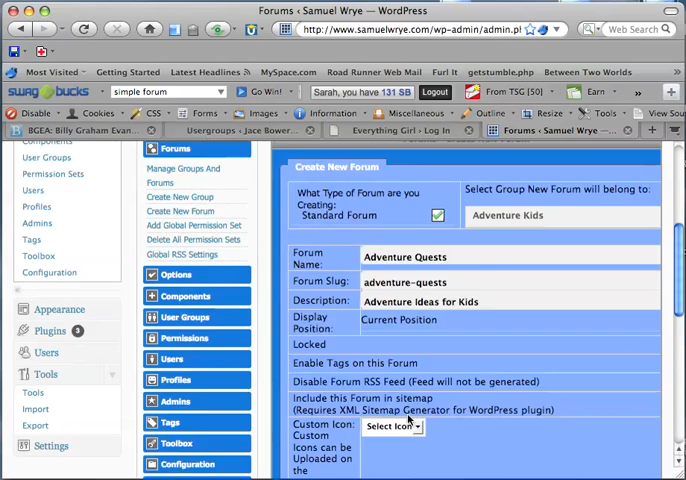 Forums ‹ Samuel Wrye — WordPress
http://www.samuelwrye.com/wp-admin/admin.pl
Web Search
Most Visited
Getting Started
Latest Headlines
MySpace.com
Road Runner Web Mail
Furl It
getstumble.php
Between Two Worlds
swagbucks
simple forum
Go Win!
Sarah, you have 131 SB
Logout
From TSG [50]
Earn
Disable
Cookies
CSS
Forms
Images
Information
Miscellaneous
Outline
Resize
Tools
BGEA: Billy Graham Evan...
Usergroups - Jace Bower...
Everything Girl - Log In
Forums ‹ Samuel Wrye — ...
User Groups
Permission Sets
Users
Profiles
Admins
Tags
Toolbox
Configuration
Appearance
Plugins 3
Users
Tools
Tools
Import
Export
Settings
Forums
Manage Groups And
Forums
Create New Group
Create New Forum
Add Global Permission Set
Delete All Permission Sets
Global RSS Settings
Options
Components
User Groups
Permissions
Users
Profiles
Admins
Tags
Toolbox
Configuration
Create New Forum
What Type of Forum are you
Creating:
Standard Forum
Select Group New Forum will belong to:
Adventure Kids
Forum
Name:
Adventure Quests
Forum Slug:
adventure-quests
Description:
Adventure Ideas for Kids
Display
Position:
Current Position
Locked
Enable Tags on this Forum
Disable Forum RSS Feed (Feed will not be generated)
Include this Forum in sitemap
(Requires XML Sitemap Generator for WordPress plugin)
Custom Icon:
Custom
Icons can be
Uploaded on
the
Select Icon